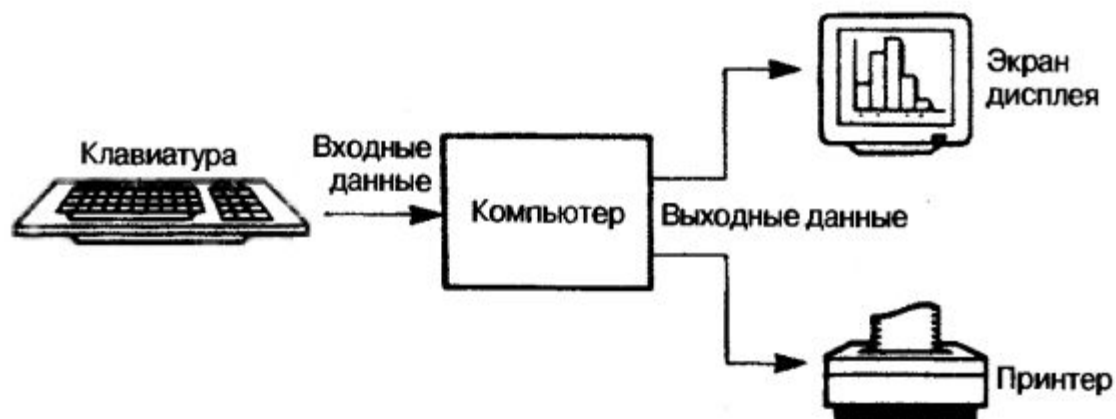 Клавиатура
Входные
данные
Компьютер
Выходные данные
Экран
дисплея
Принтер